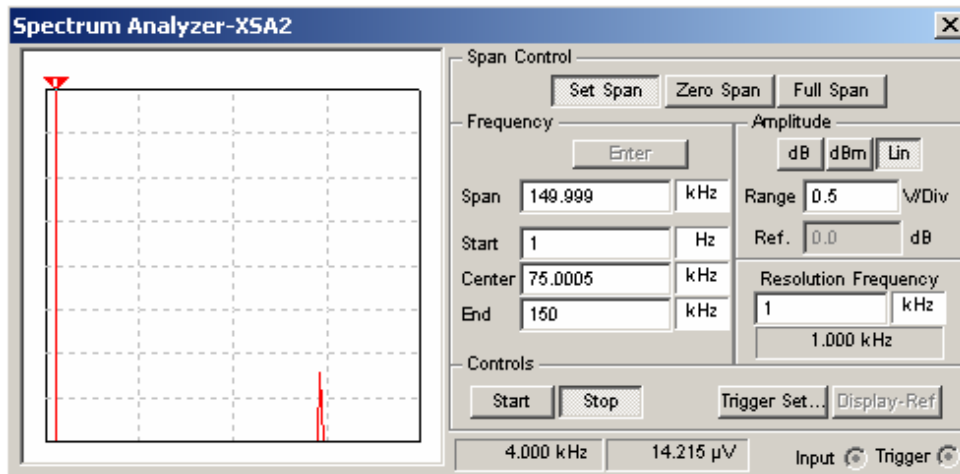 Spectrum Analyzer-XSA2
Span Control
Set Span Zero Span Full Span
Frequency
Enter
Span 149.999 kHz
Start 1 Hz
Center 75.0005 kHz
End 150 kHz
Amplitude
dB dBm Lin
Range 0.5 V/Div
Ref. 0.0 dB
Resolution Frequency
1 kHz
1.000 kHz
Controls
Start Stop Trigger Set... Display-Ref
4.000 kHz 14.215 µV Input Trigger